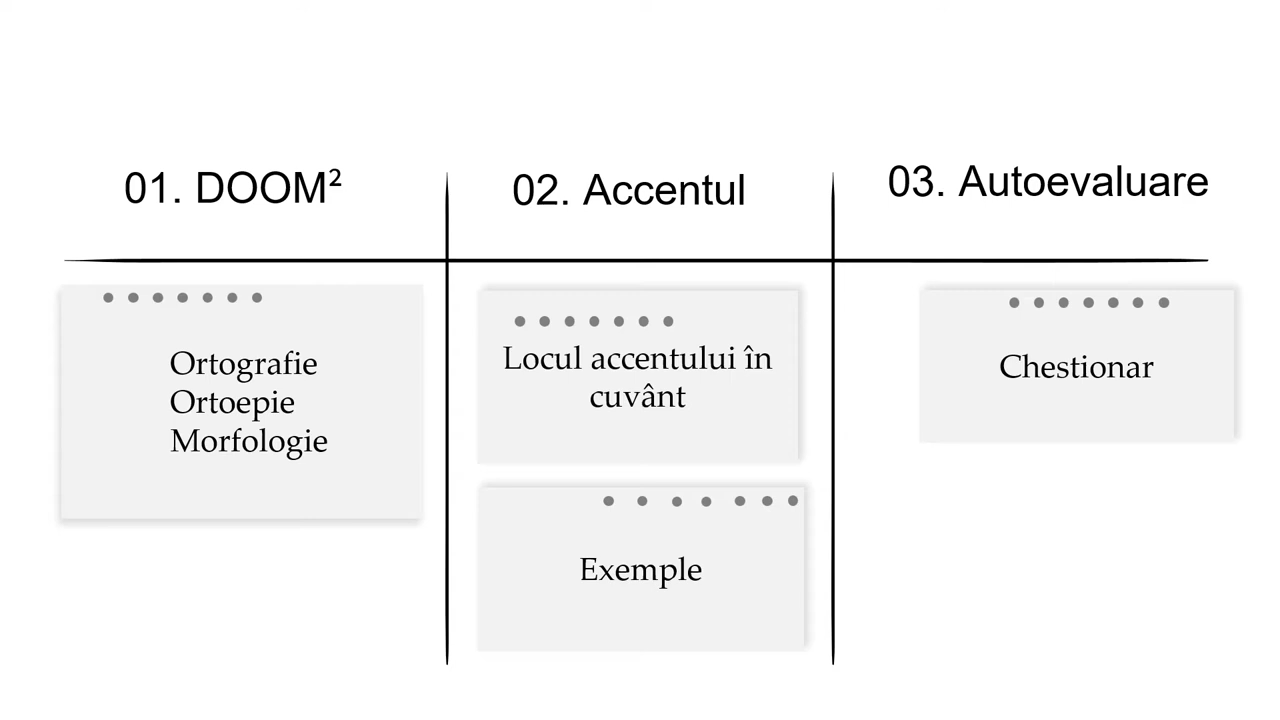 01. DOOM²
Ortografie
Ortoepie
Morfologie
02. Accentul
Locul accentului în
cuvânt
Exemple
03. Autoevaluare
Chestionar